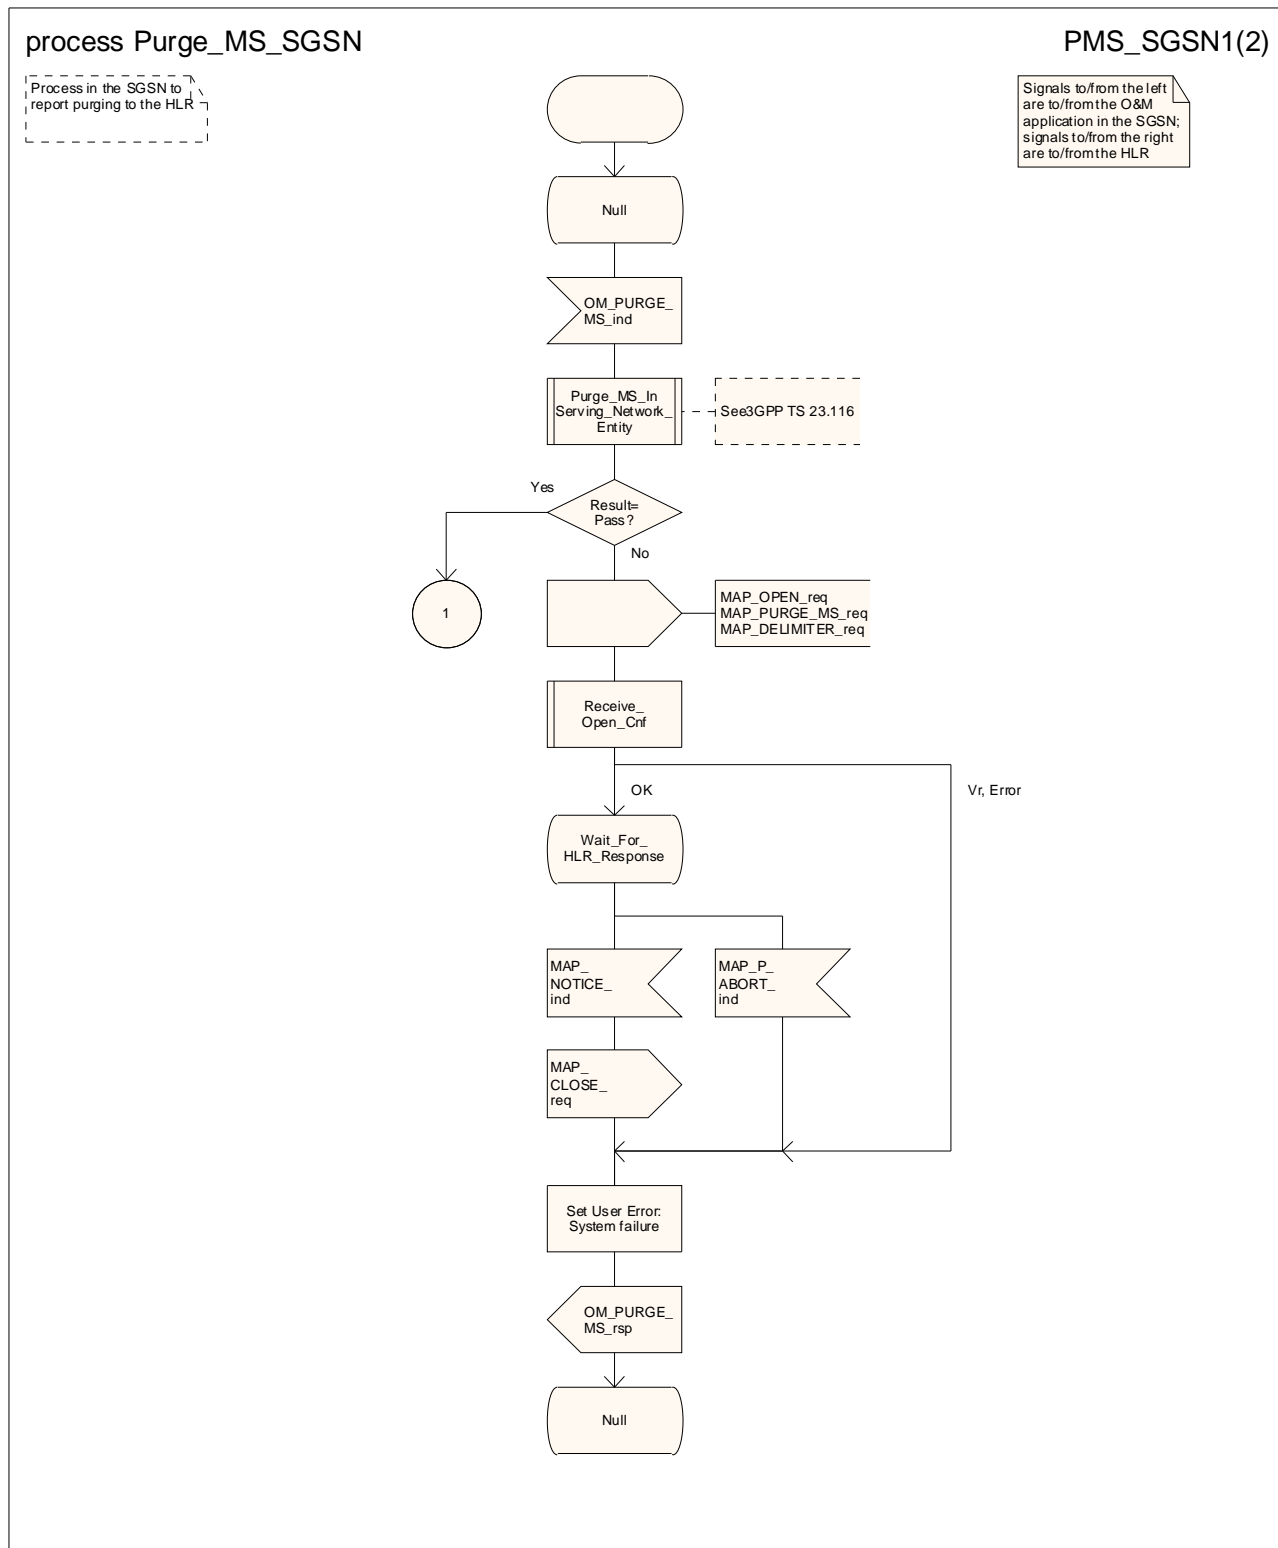 process Purge_MS_SGSN
PMS_SGSN1(2)
Process in the SGSN to
report purging to the HLR
Signals to/from the left
are to/from the O&M
application in the SGSN;
signals to/from the right
are to/from the HLR
Null
OM_PURGE_
MS_ind
Purge_MS_In
Serving_Network_
Entity
See3GPP TS 23.116
Yes
Result=
Pass?
No
1
MAP_OPEN_req
MAP_PURGE_MS_req
MAP_DELIMITER_req
Receive_
Open_Cnf
OK
Vr, Error
Wait_For_
HLR_Response
MAP_
NOTICE_
ind
MAP_P_
ABORT_
ind
MAP_
CLOSE_
req
Set User Error:
System failure
OM_PURGE_
MS_rsp
Null